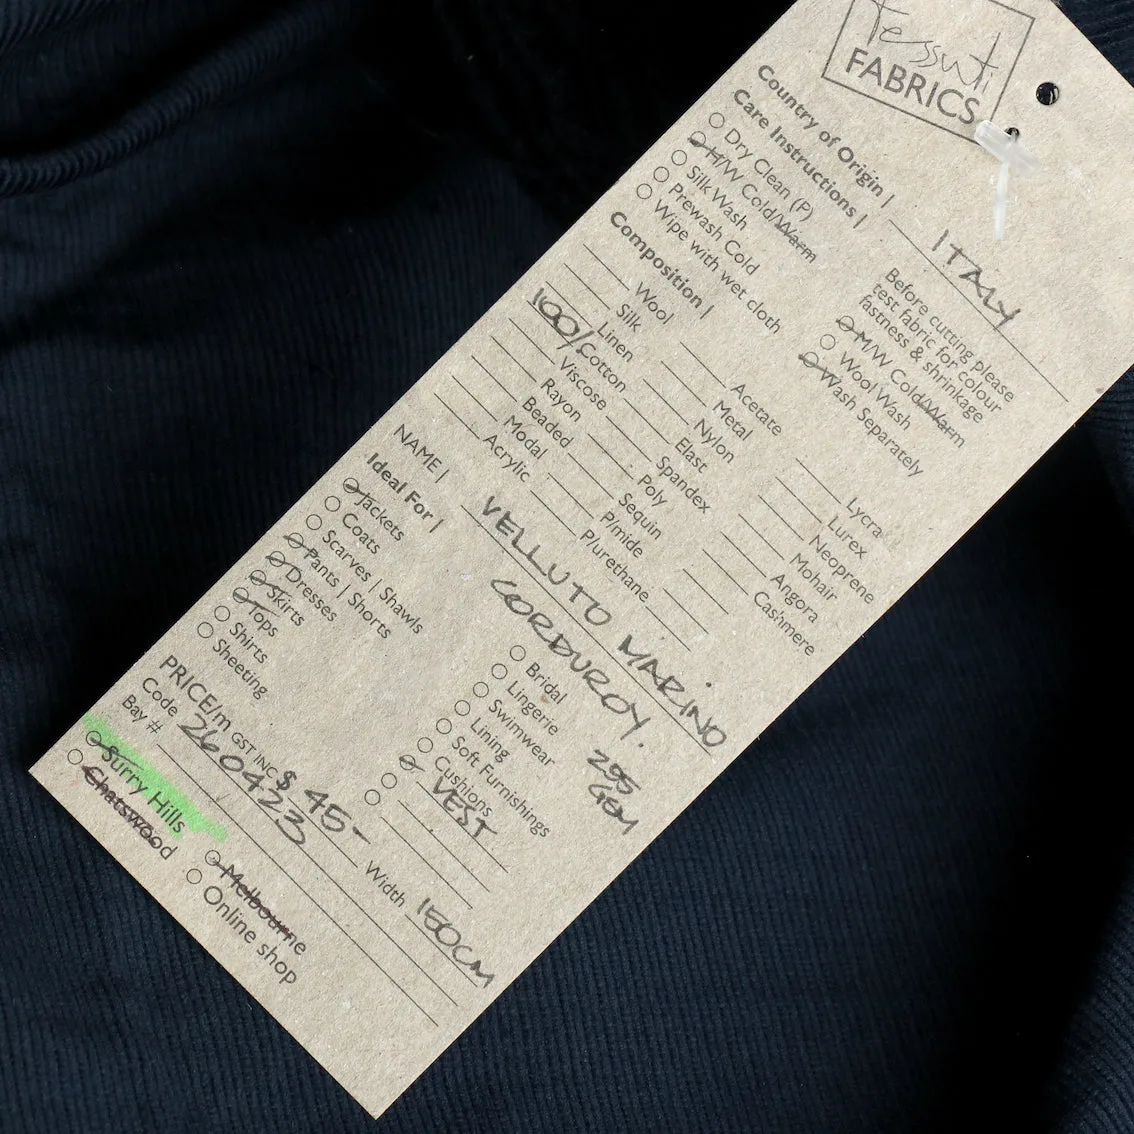 Tessuti
FABRICS
Country of Origin | ITALY
Care Instructions |
Dry Clean (P)
H/W Cold/Warm
Silk Wash
Prewash Cold
Wipe with wet cloth
Before cutting please
test fabric for colour
fastness & shrinkage
M/W Cold/Warm
Wool Wash
Wash Separately
Composition |
Wool
Silk
Linen
100% Cotton
Viscose
Rayon
Beaded
Modal
Acrylic
Acetate
Metal
Nylon
Elast
Spandex
Poly
Sequin
P/mide
P/urethane
Lycra
Lurex
Neoprene
Mohair
Angora
Cashmere
NAME | VELLUTO MARINO
CORDUROY.
Ideal For |
Jackets
Coats
Scarves | Shawls
Pants | Shorts
Dresses
Skirts
Tops
Shirts
Sheeting
Bridal
Lingerie
Swimwear
Lining
Soft Furnishings
Cushions
VEST
295
GSM
PRICE/m GST INC $ 45- Width 150CM
Code 260423
Bay #
Surry Hills
Chatswood
Melbourne
Online shop